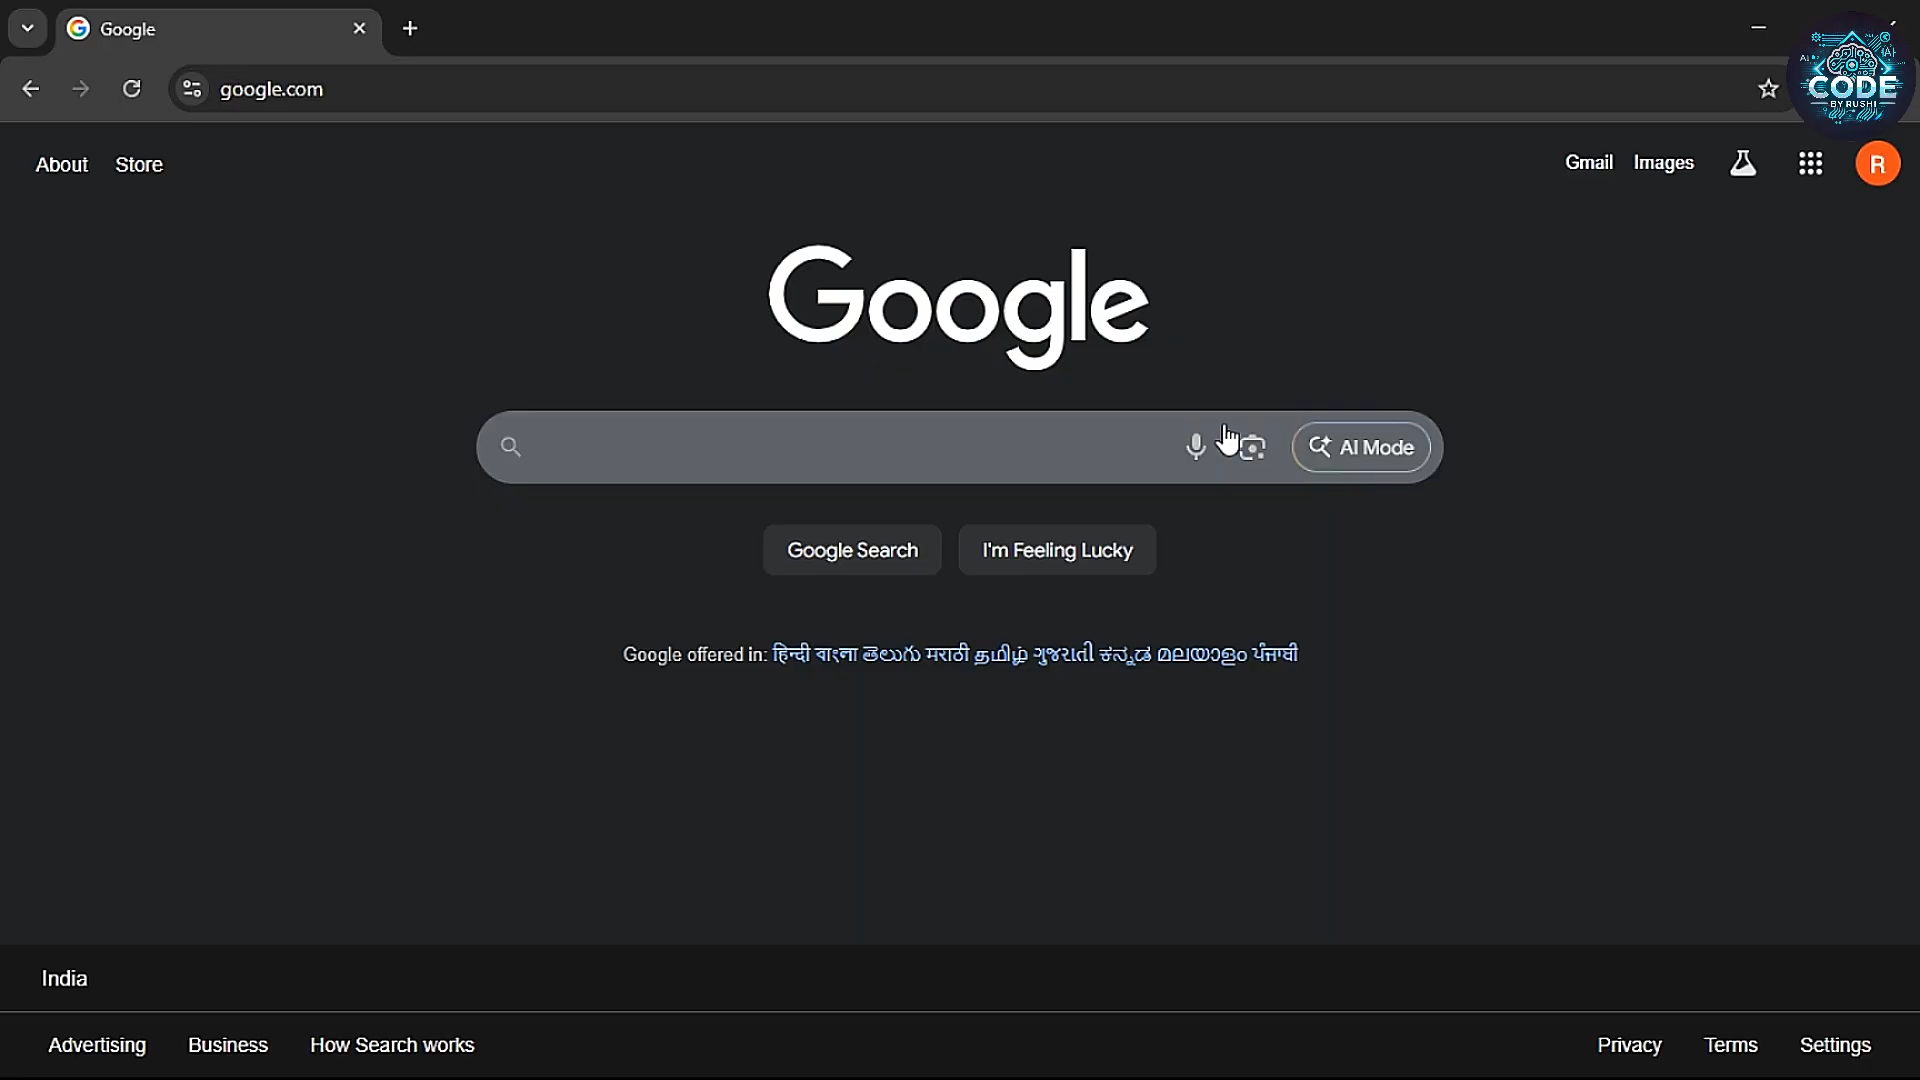 Google
google.com
CODE
BY RUSHI
About Store
Gmail Images
R
Google
AI Mode
Google Search I'm Feeling Lucky
Google offered in: हिन्दी বাংলা తెలుగు मराठी தமிழ் ગુજરાતી ಕನ್ನಡ മലയാളം ਪੰਜਾਬੀ
India
Advertising Business How Search works
Privacy Terms Settings